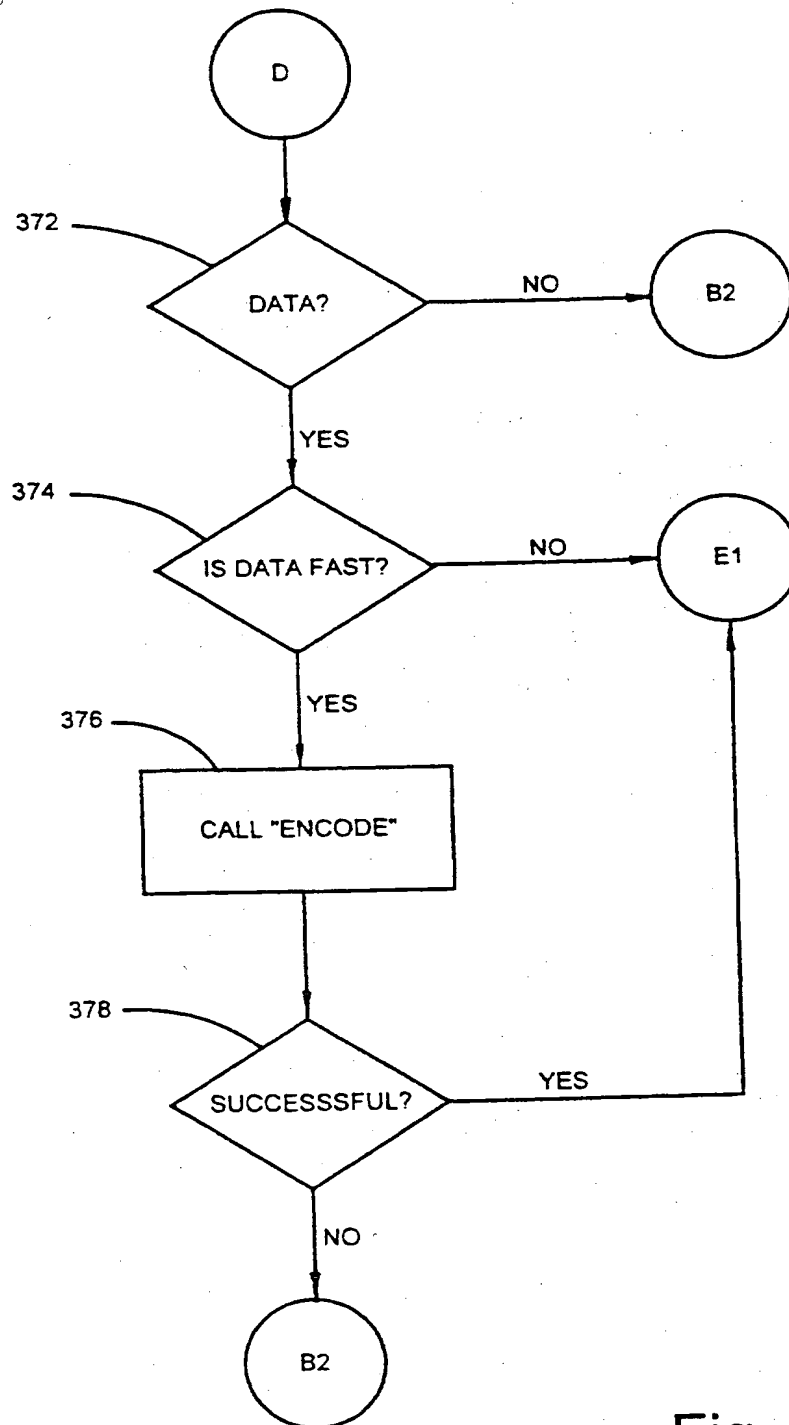 D
372
DATA?
NO
B2
YES
374
IS DATA FAST?
NO
E1
YES
376
CALL "ENCODE"
378
SUCCESSSFUL?
YES
NO
B2